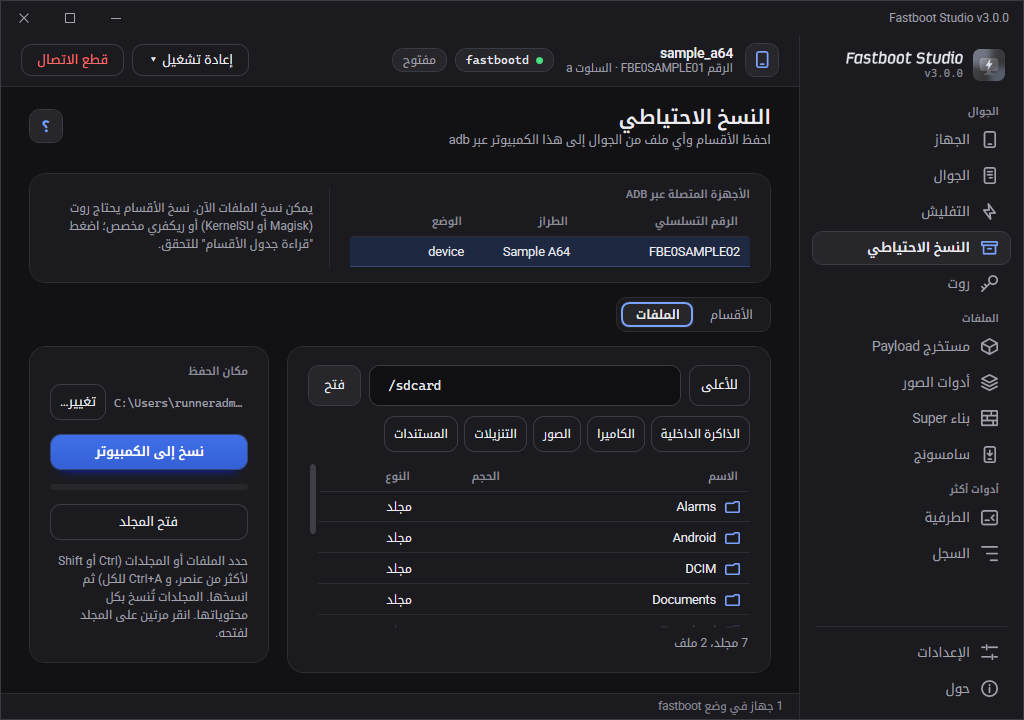 Fastboot Studio v3.0.0
Fastboot Studio
v3.0.0
الجوال
الجهاز
الجوال
التفليش
النسخ الاحتياطي
روت
الملفات
مستخرج Payload
أدوات الصور
بناء Super
سامسونج
أدوات أكثر
الطرفية
السجل
الإعدادات
حول
sample_a64
الرقم FBE0SAMPLE01 · السلوت a
fastbootd
مفتوح
إعادة تشغيل
قطع الاتصال
النسخ الاحتياطي
احفظ الأقسام وأي ملف من الجوال إلى هذا الكمبيوتر عبر adb
؟
الأجهزة المتصلة عبر ADB
الرقم التسلسلي الطراز الوضع
FBE0SAMPLE02 Sample A64 device
يمكن نسخ الملفات الآن. نسخ الأقسام يحتاج روت
(Magisk أو KernelSU) أو ريكفري مخصص؛ اضغط
"قراءة جدول الأقسام" للتحقق.
الأقسام الملفات
للأعلى
/sdcard
فتح
الذاكرة الداخلية الكاميرا الصور التنزيلات المستندات
الاسم الحجم النوع
Alarms مجلد
Android مجلد
DCIM مجلد
Documents مجلد
7 مجلد، 2 ملف
مكان الحفظ
C:\Users\runneradm…
تغيير...
نسخ إلى الكمبيوتر
فتح المجلد
حدد الملفات أو المجلدات (Ctrl أو Shift
لأكثر من عنصر، و Ctrl+A للكل) ثم
انسخها. المجلدات تُنسخ بكل
محتوياتها. انقر مرتين على المجلد
لفتحه.
1 جهاز في وضع fastboot